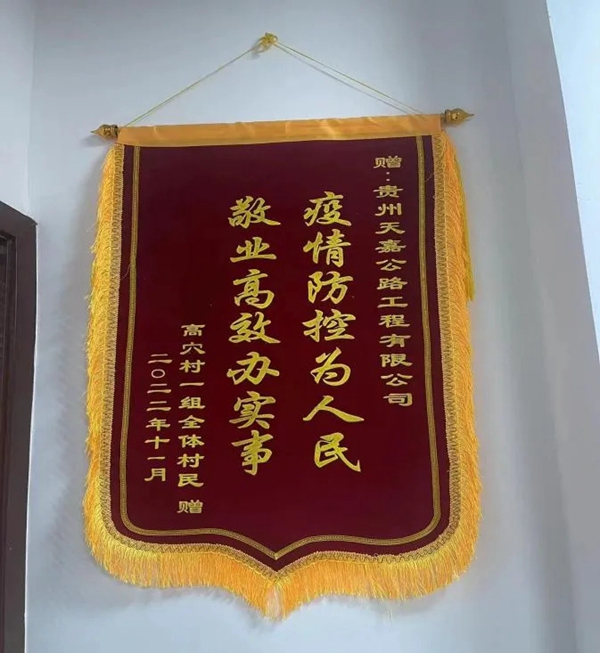 赠：贵州天嘉公路工程有限公司
疫情防控为人民
敬业高效办实事
高穴村一组全体村民 赠
二〇二二年十一月